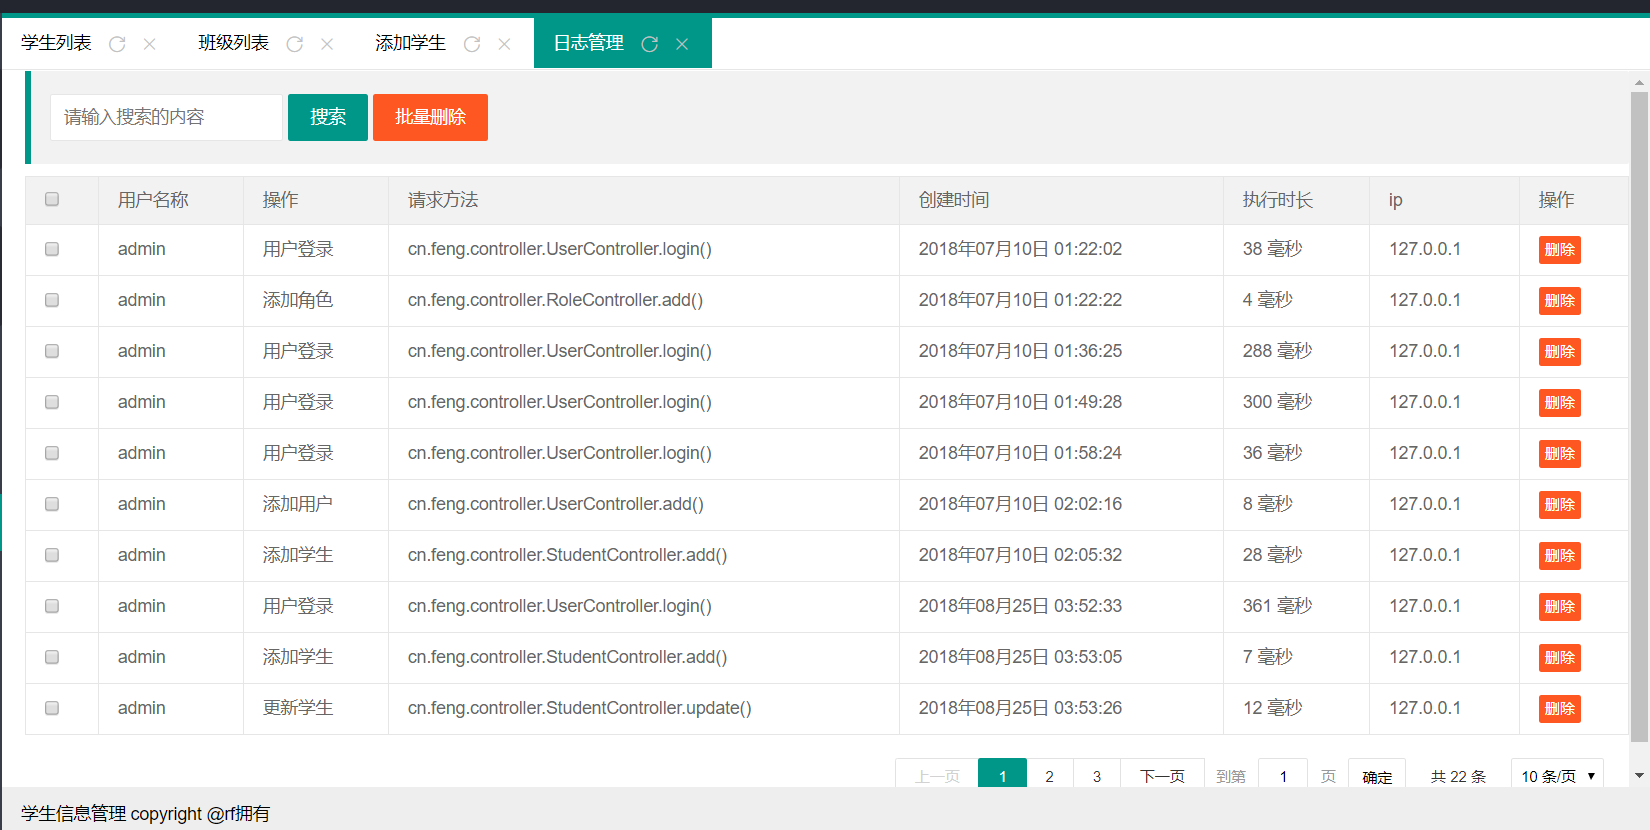 学生列表 班级列表 添加学生 日志管理
请输入搜索的内容 搜索 批量删除
用户名称 操作 请求方法 创建时间 执行时长 ip 操作
admin 用户登录 cn.feng.controller.UserController.login() 2018年07月10日 01:22:02 38 毫秒 127.0.0.1 删除
admin 添加角色 cn.feng.controller.RoleController.add() 2018年07月10日 01:22:22 4 毫秒 127.0.0.1 删除
admin 用户登录 cn.feng.controller.UserController.login() 2018年07月10日 01:36:25 288 毫秒 127.0.0.1 删除
admin 用户登录 cn.feng.controller.UserController.login() 2018年07月10日 01:49:28 300 毫秒 127.0.0.1 删除
admin 用户登录 cn.feng.controller.UserController.login() 2018年07月10日 01:58:24 36 毫秒 127.0.0.1 删除
admin 添加用户 cn.feng.controller.UserController.add() 2018年07月10日 02:02:16 8 毫秒 127.0.0.1 删除
admin 添加学生 cn.feng.controller.StudentController.add() 2018年07月10日 02:05:32 28 毫秒 127.0.0.1 删除
admin 用户登录 cn.feng.controller.UserController.login() 2018年08月25日 03:52:33 361 毫秒 127.0.0.1 删除
admin 添加学生 cn.feng.controller.StudentController.add() 2018年08月25日 03:53:05 7 毫秒 127.0.0.1 删除
admin 更新学生 cn.feng.controller.StudentController.update() 2018年08月25日 03:53:26 12 毫秒 127.0.0.1 删除
上一页 1 2 3 下一页 到第 1 页 确定 共 22 条 10 条/页
学生信息管理 copyright @rf拥有